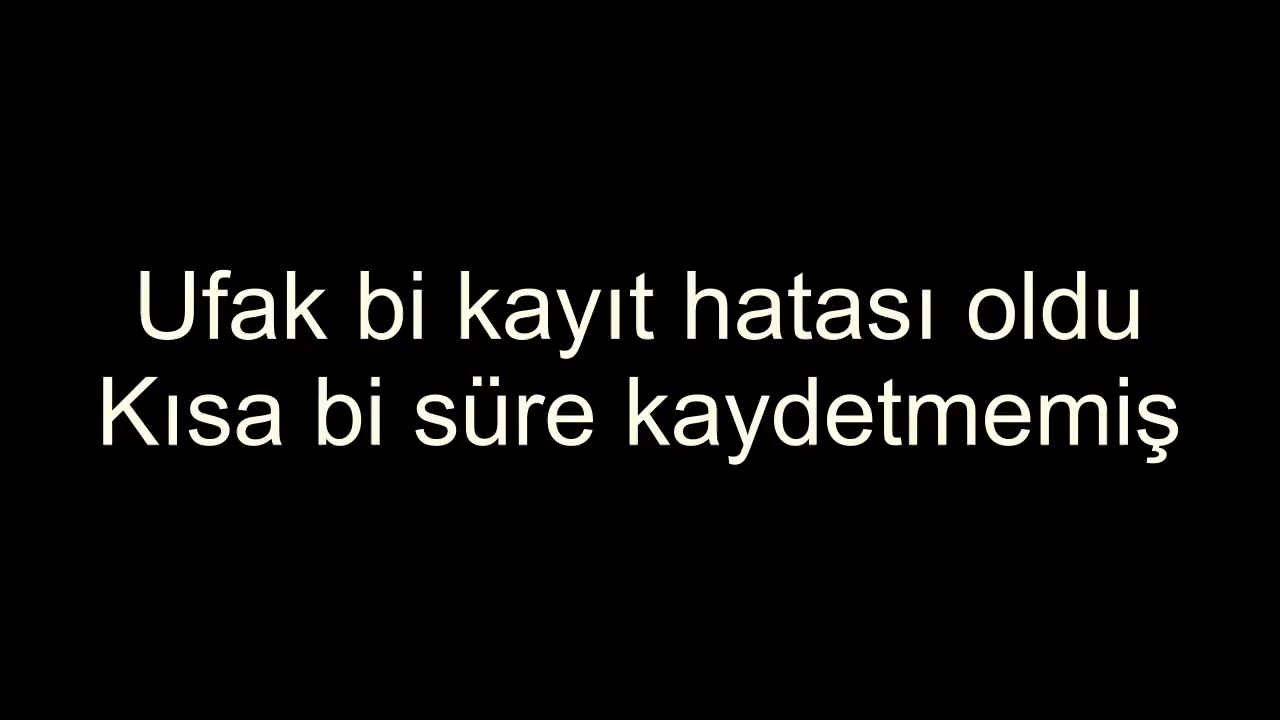 Ufak bi kayıt hatası oldu
Kısa bi süre kaydetmemiş